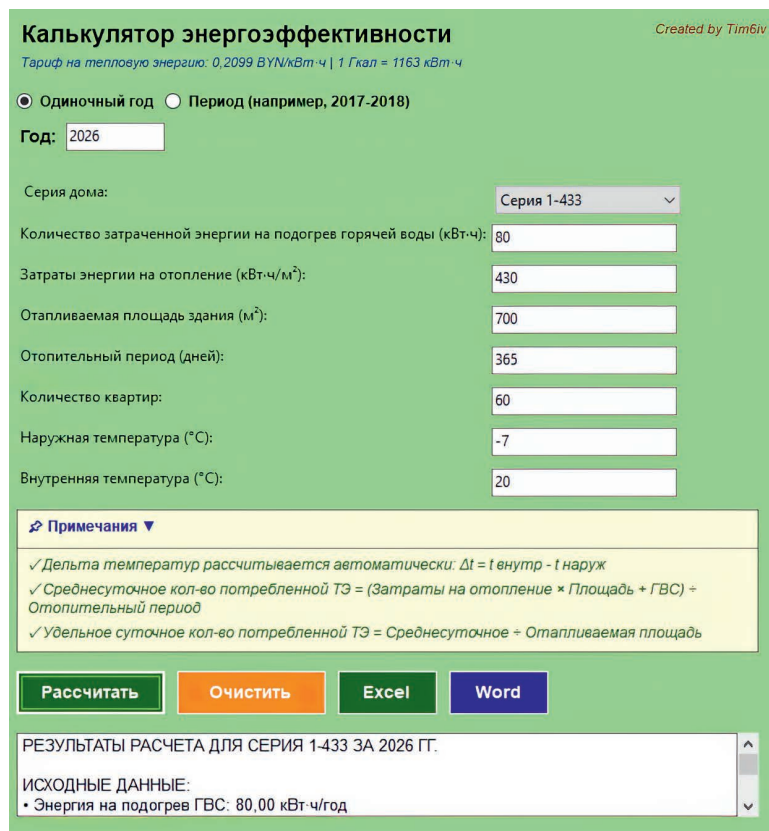 Калькулятор энергоэффективности
Created by Tim6iv
Тариф на тепловую энергию: 0,2099 BYN/кВт·ч | 1 Гкал = 1163 кВт·ч
Одиночный год Период (например, 2017-2018)
Год: 2026
Серия дома: Серия 1-433
Количество затраченной энергии на подогрев горячей воды (кВт·ч): 80
Затраты энергии на отопление (кВт·ч/м²): 430
Отапливаемая площадь здания (м²): 700
Отопительный период (дней): 365
Количество квартир: 60
Наружная температура (°C): -7
Внутренняя температура (°C): 20
📌 Примечания ▼
✓Дельта температур рассчитывается автоматически: Δt = t внутр - t наруж
✓Среднесуточное кол-во потребленной ТЭ = (Затраты на отопление × Площадь + ГВС) ÷
Отопительный период
✓Удельное суточное кол-во потребленной ТЭ = Среднесуточное ÷ Отапливаемая площадь
Рассчитать Очистить Excel Word
РЕЗУЛЬТАТЫ РАСЧЕТА ДЛЯ СЕРИЯ 1-433 ЗА 2026 ГГ.
ИСХОДНЫЕ ДАННЫЕ:
• Энергия на подогрев ГВС: 80,00 кВт·ч/год